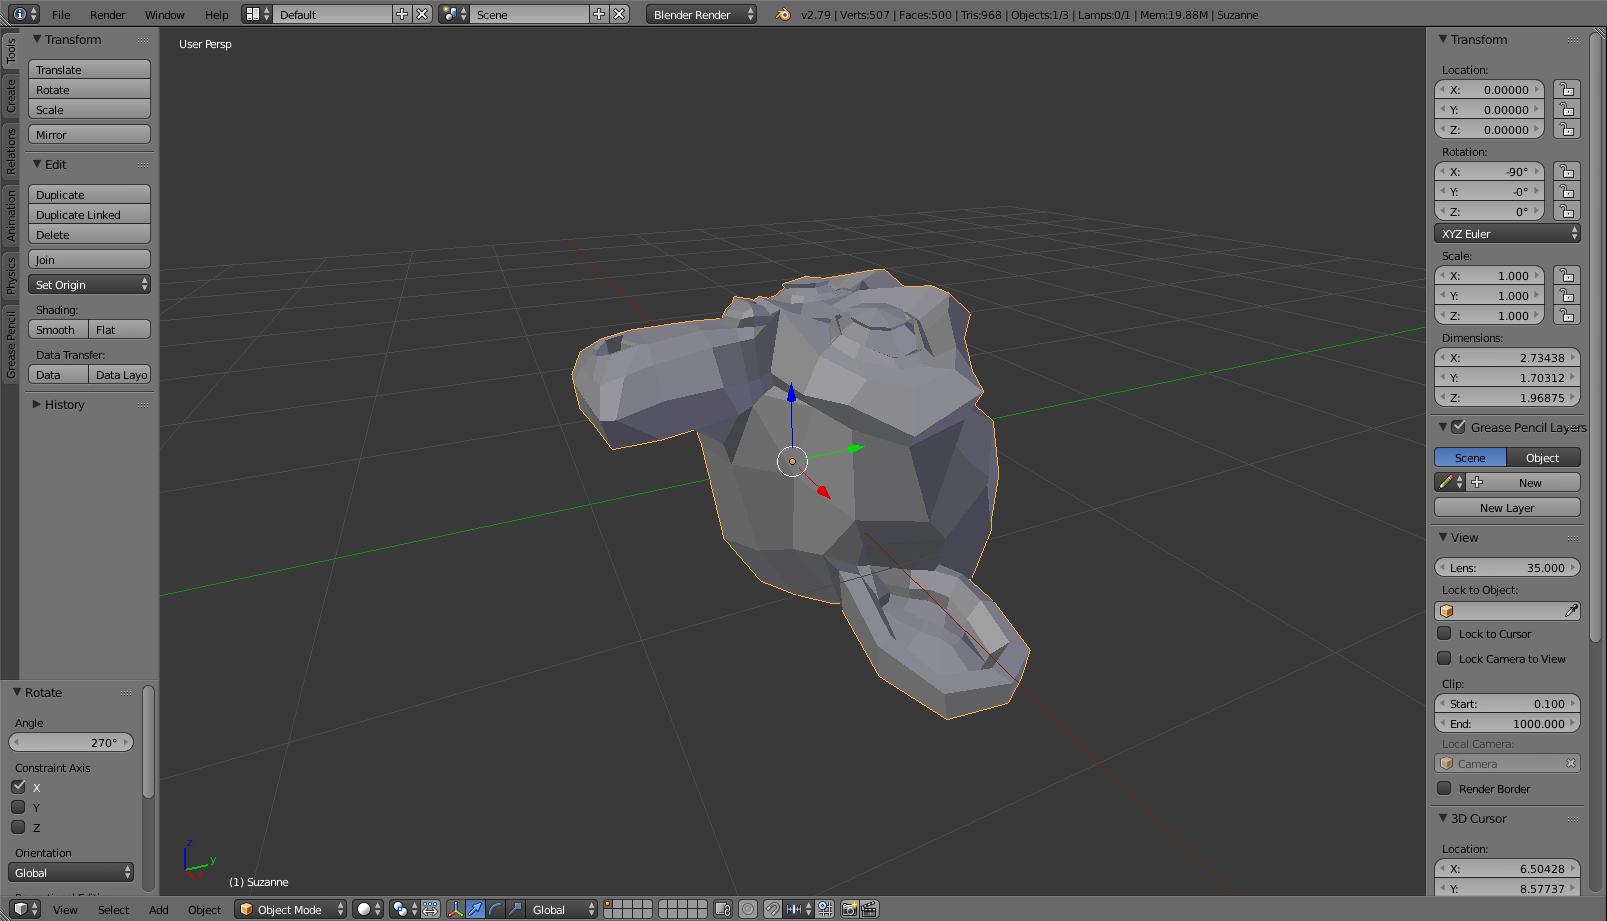 File Render Window Help Default Scene Blender Render v2.79 | Verts:507 | Faces:500 | Tris:968 | Objects:1/3 | Lamps:0/1 | Mem:19.88M | Suzanne
Tools
Create
Relations
Animation
Physics
Grease Pencil
Transform
Translate
Rotate
Scale
Mirror
Edit
Duplicate
Duplicate Linked
Delete
Join
Set Origin
Shading:
Smooth Flat
Data Transfer:
Data Data Layo
History
Rotate
Angle
270°
Constraint Axis
X
Y
Z
Orientation
Global
User Persp
z
y
(1) Suzanne
Transform
Location:
X: 0.00000
Y: 0.00000
Z: 0.00000
Rotation:
X: -90°
Y: -0°
Z: 0°
XYZ Euler
Scale:
X: 1.000
Y: 1.000
Z: 1.000
Dimensions:
X: 2.73438
Y: 1.70312
Z: 1.96875
Grease Pencil Layers
Scene Object
New
New Layer
View
Lens: 35.000
Lock to Object:
Lock to Cursor
Lock Camera to View
Clip:
Start: 0.100
End: 1000.000
Local Camera:
Camera
Render Border
3D Cursor
Location:
X: 6.50428
Y: 8.57737
View Select Add Object Object Mode Global